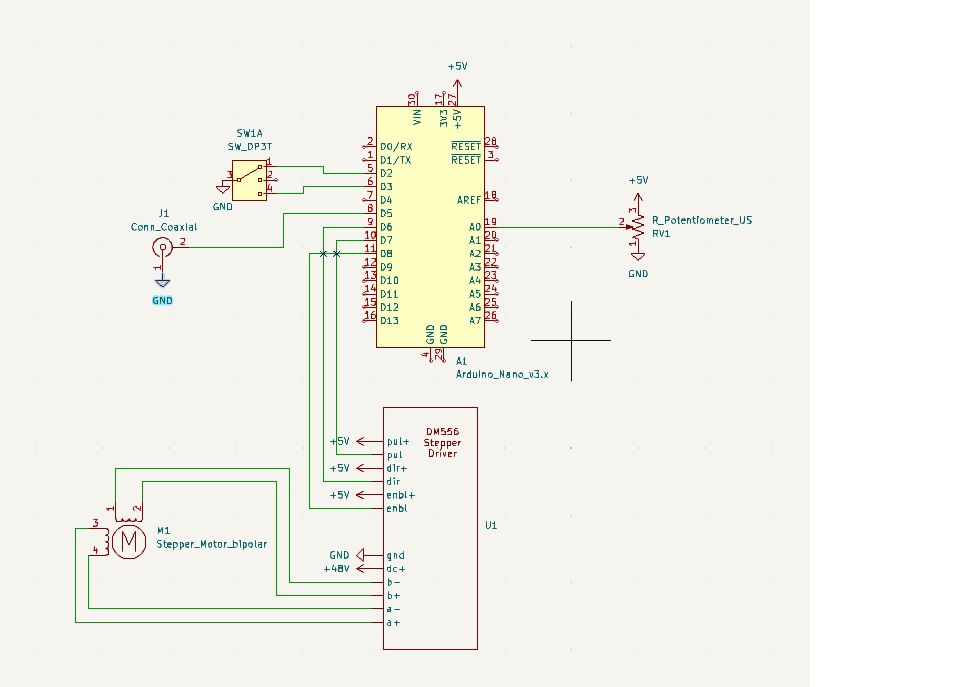 +5V
30
17
27
VIN
3V3
+5V
SW1A
SW_DP3T
1
3
2
4
GND
2
D0/RX
RESET
28
1
D1/TX
RESET
3
5
D2
6
D3
7
D4
AREF
18
8
D5
9
D6
A0
19
10
D7
A1
20
11
D8
A2
21
12
D9
A3
22
13
D10
A4
23
14
D11
A5
24
15
D12
A6
25
16
D13
A7
26
GND
GND
4
29
A1
Arduino_Nano_v3.x
J1
Conn_Coaxial
2
1
GND
+5V
3
2
R_Potentiometer_US
RV1
1
GND
DM556
Stepper
Driver
+5V
pul+
pul
+5V
dir+
dir
+5V
enbl+
enbl
U1
GND
gnd
+48V
dc+
b-
b+
a-
a+
1
2
3
4
M
M1
Stepper_Motor_bipolar